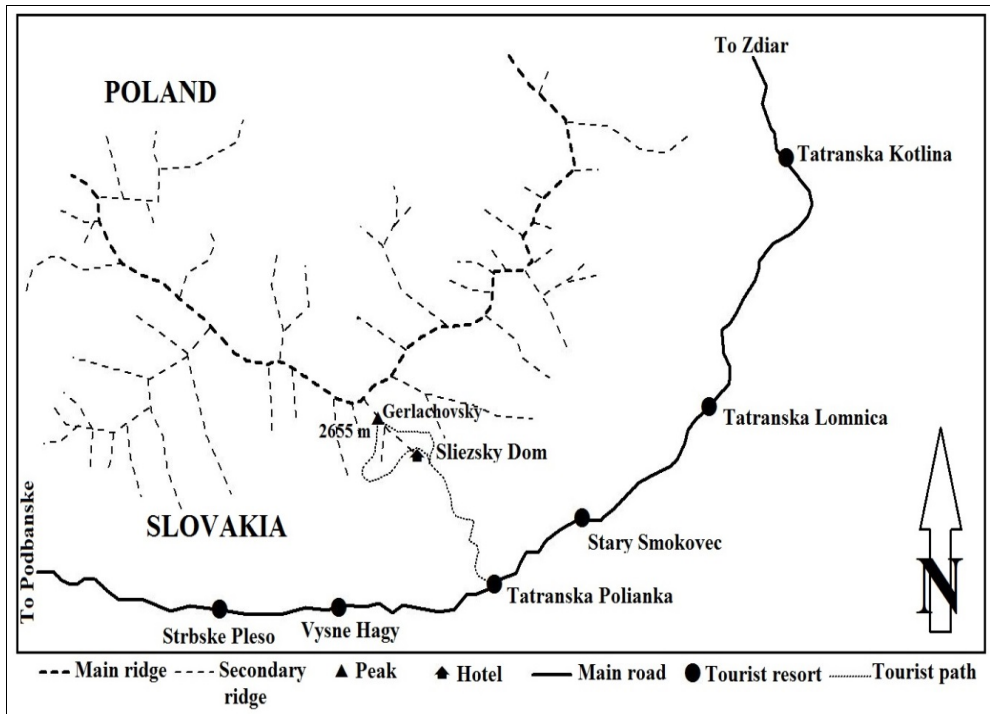 To Zdiar
POLAND
Tatranska Kotlina
Gerlachovsky
2655 m
Tatranska Lomnica
Sliezsky Dom
To Podbanske
SLOVAKIA
Stary Smokovec
N
Tatranska Polianka
Strbske Pleso
Vysne Hagy
Main ridge
Secondary
ridge
Peak
Hotel
Main road
Tourist resort
Tourist path